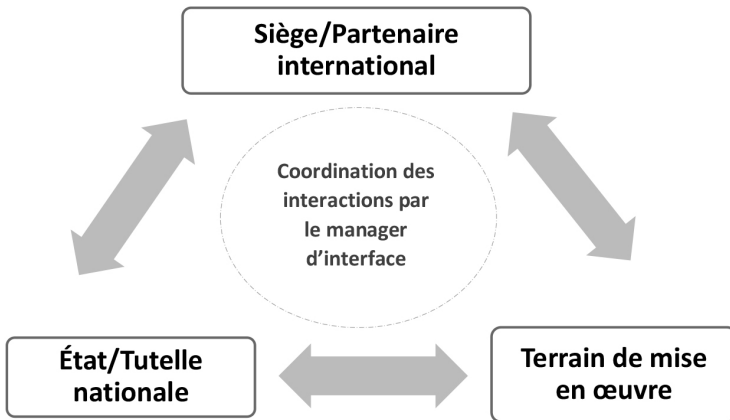 Siège/Partenaire
international
Coordination des
interactions par
le manager
d’interface
État/Tutelle
nationale
Terrain de mise
en œuvre